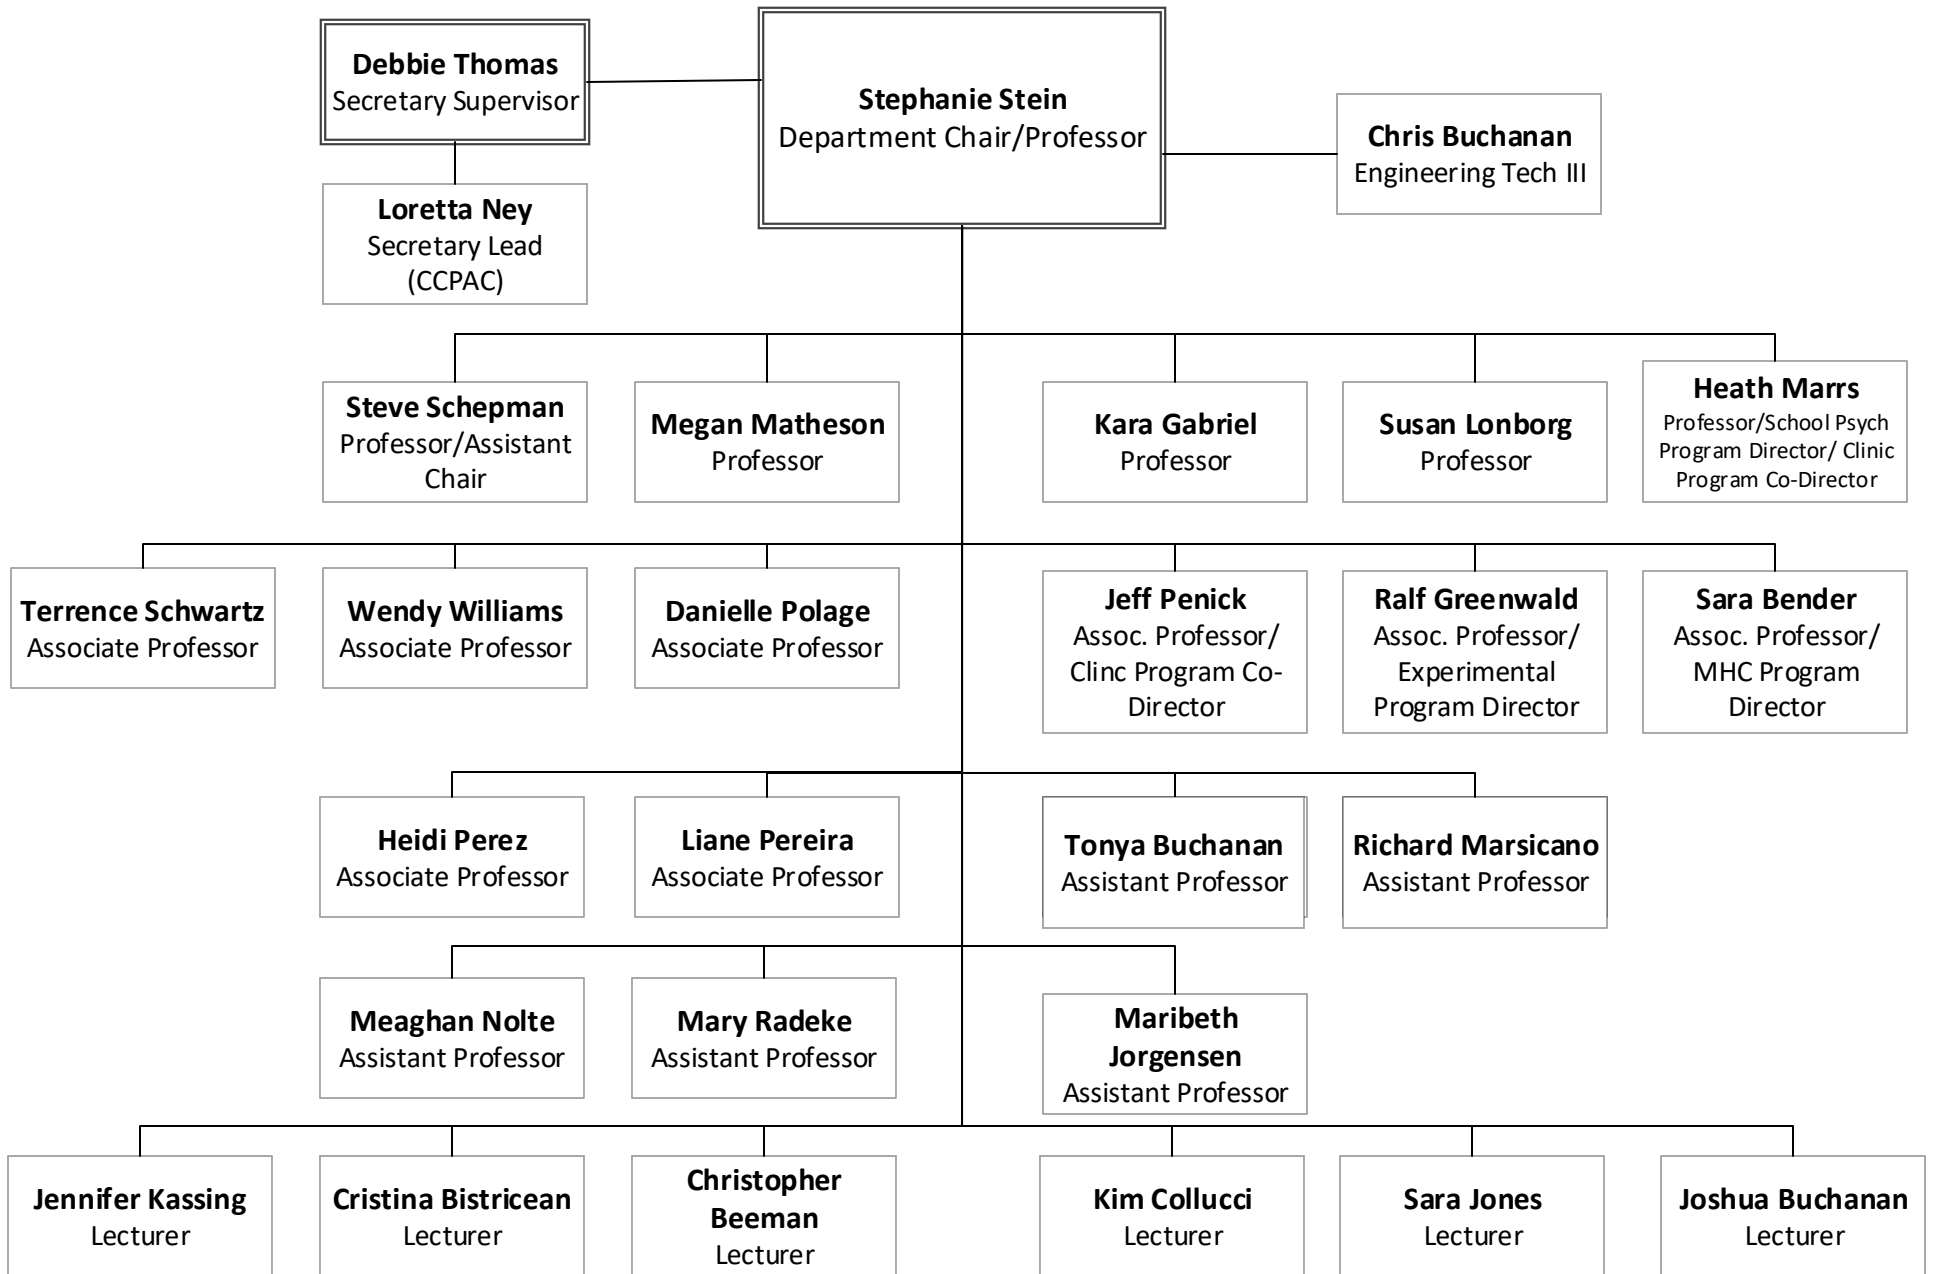 Debbie Thomas
Secretary Supervisor
Stephanie Stein
Department Chair/Professor
Chris Buchanan
Engineering Tech III
Loretta Ney
Secretary Lead
(CCPAC)
Steve Schepman
Professor/Assistant
Chair
Megan Matheson
Professor
Kara Gabriel
Professor
Susan Lonborg
Professor
Heath Marrs
Professor/School Psych
Program Director/ Clinic
Program Co-Director
Terrence Schwartz
Associate Professor
Wendy Williams
Associate Professor
Danielle Polage
Associate Professor
Jeff Penick
Assoc. Professor/
Clinc Program Co-
Director
Ralf Greenwald
Assoc. Professor/
Experimental
Program Director
Sara Bender
Assoc. Professor/
MHC Program
Director
Heidi Perez
Associate Professor
Liane Pereira
Associate Professor
Tonya Buchanan
Assistant Professor
Richard Marsicano
Assistant Professor
Meaghan Nolte
Assistant Professor
Mary Radeke
Assistant Professor
Maribeth
Jorgensen
Assistant Professor
Jennifer Kassing
Lecturer
Cristina Bistricean
Lecturer
Christopher
Beeman
Lecturer
Kim Collucci
Lecturer
Sara Jones
Lecturer
Joshua Buchanan
Lecturer